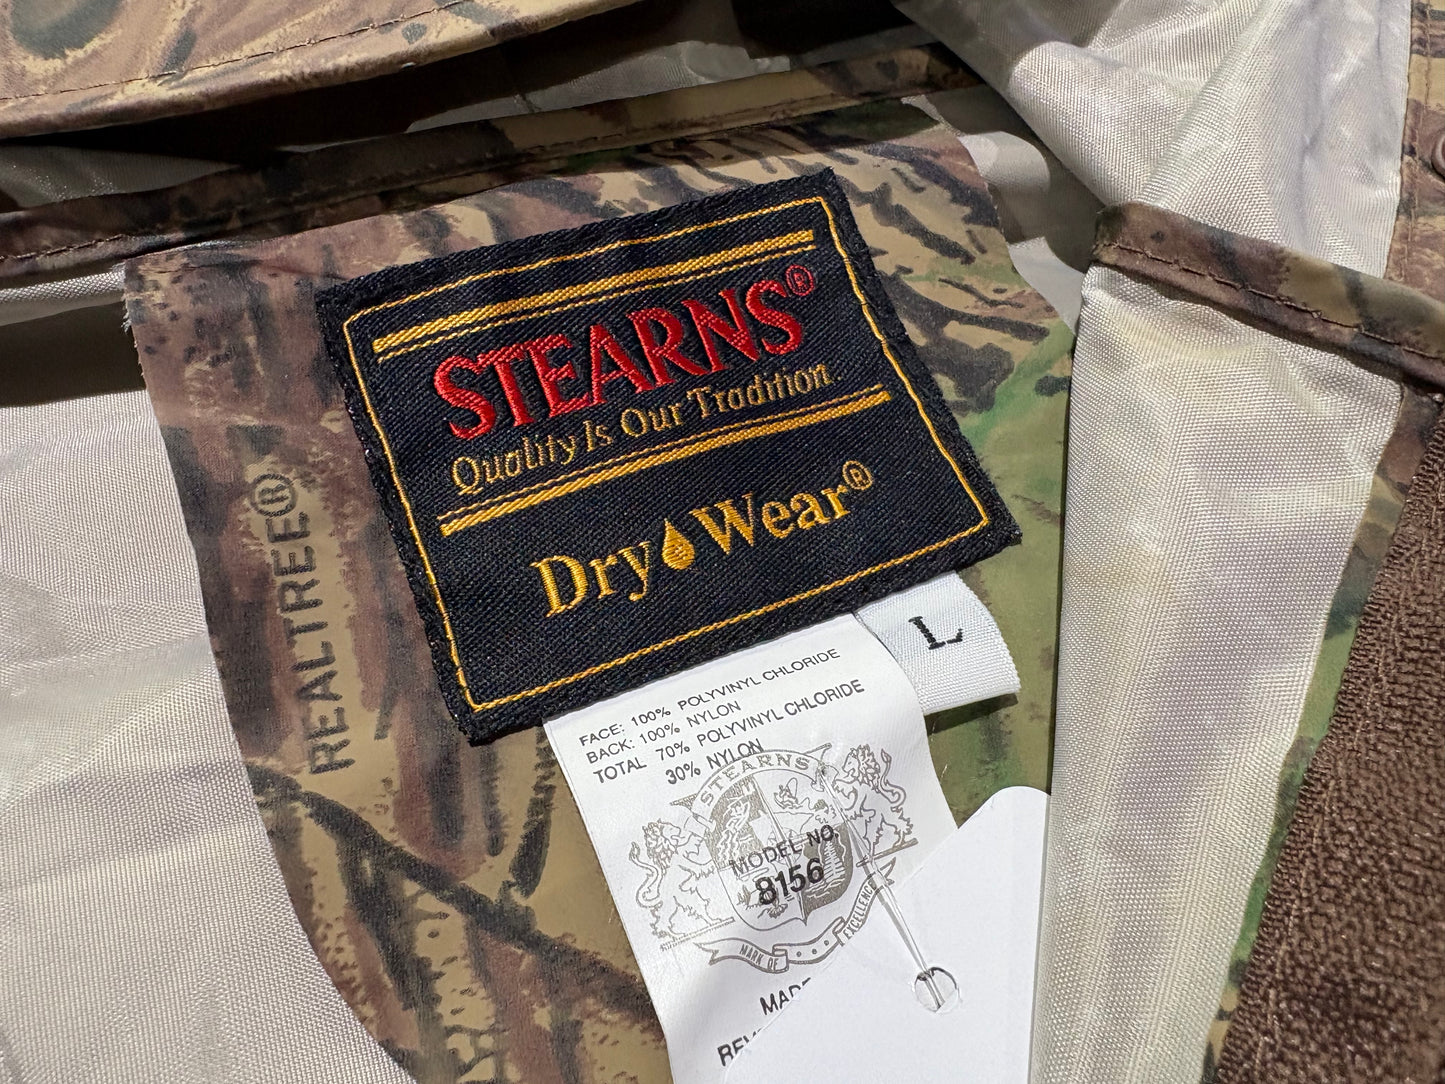 STEARNS®
Quality Is Our Tradition
Dry Wear®
L
REALTREE®
FACE: 100% POLYVINYL CHLORIDE
BACK: 100% NYLON
TOTAL 70% POLYVINYL CHLORIDE
30% NYLON
STEARNS
MODEL NO.
8156
MARK OF
EXCELLENCE